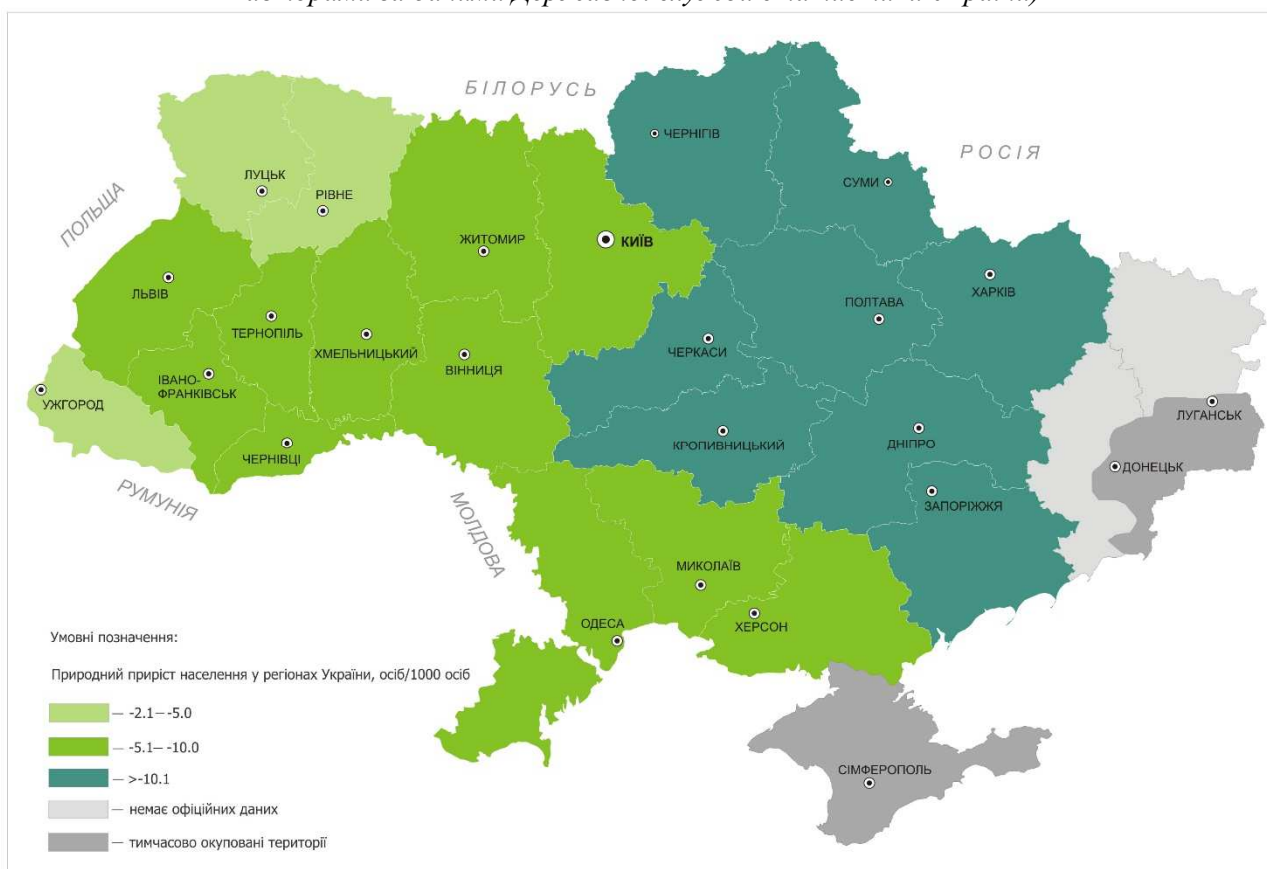 БІЛОРУСЬ
ЧЕРНІГІВ
РОСІЯ
СУМИ
ПОЛЬЩА
ЛУЦЬК
РІВНЕ
ЖИТОМИР
КИЇВ
ЛЬВІВ
ТЕРНОПІЛЬ
ХМЕЛЬНИЦЬКИЙ
ВІННИЦЯ
ЧЕРКАСИ
ПОЛТАВА
ХАРКІВ
ІВАНО-
ФРАНКІВСЬК
УЖГОРОД
ЧЕРНІВЦІ
КРОПИВНИЦЬКИЙ
ДНІПРО
ЛУГАНСЬК
ДОНЕЦЬК
ЗАПОРІЖЖЯ
РУМУНІЯ
МОЛДОВА
МИКОЛАЇВ
ОДЕСА
ХЕРСОН
СІМФЕРОПОЛЬ
Умовні позначення:
Природний приріст населення у регіонах України, осіб/1000 осіб
— -2.1— -5.0
— -5.1— -10.0
— >-10.1
— немає офіційних даних
— тимчасово окуповані території